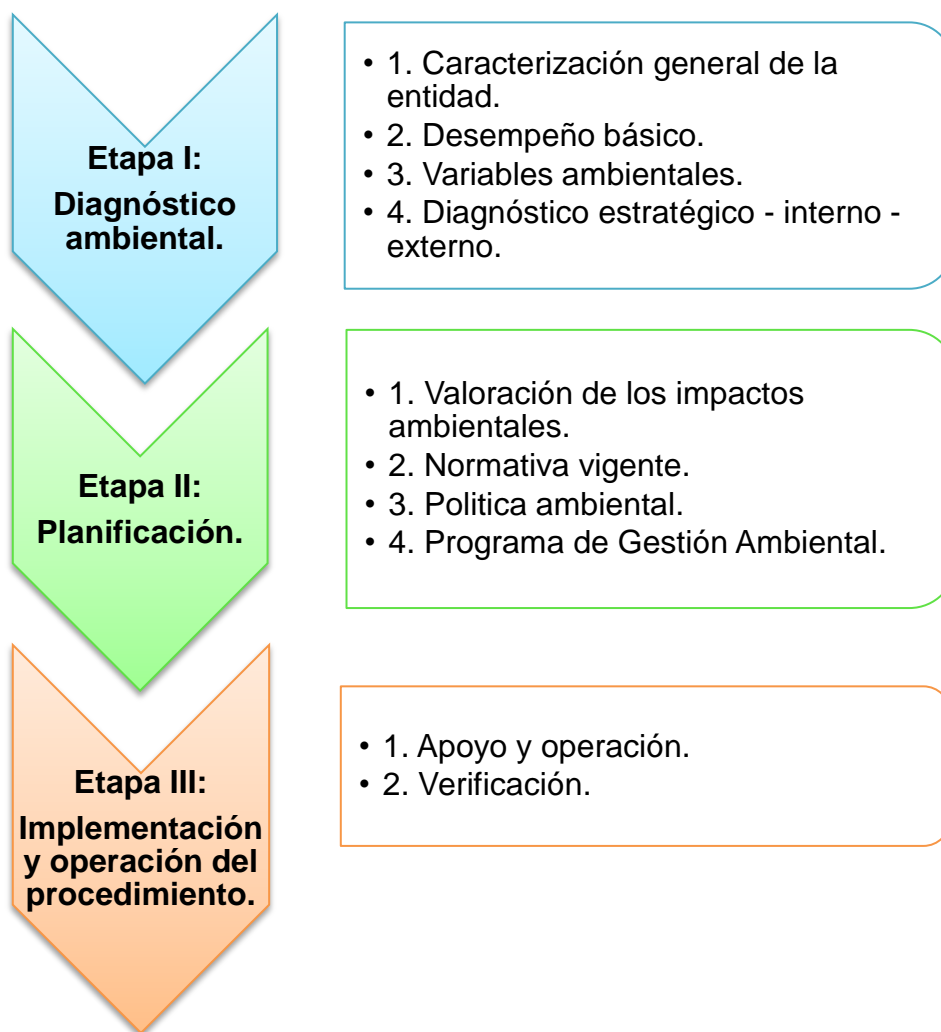 Etapa I:
Diagnóstico
ambiental.
• 1. Caracterización general de la
entidad.
• 2. Desempeño básico.
• 3. Variables ambientales.
• 4. Diagnóstico estratégico - interno -
externo.
Etapa II:
Planificación.
• 1. Valoración de los impactos
ambientales.
• 2. Normativa vigente.
• 3. Politica ambiental.
• 4. Programa de Gestión Ambiental.
Etapa III:
Implementación
y operación del
procedimiento.
• 1. Apoyo y operación.
• 2. Verificación.